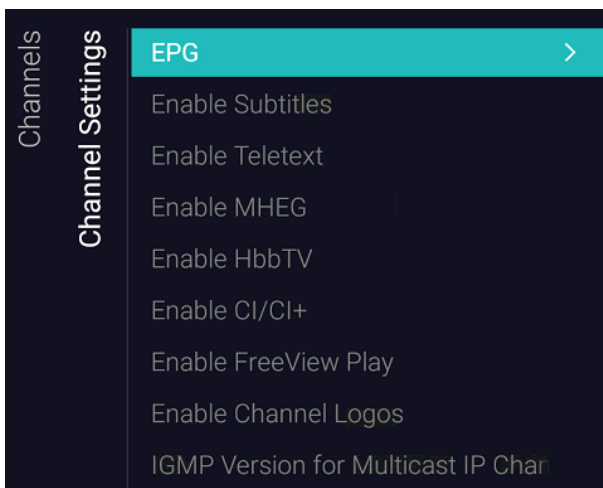 Channels
Channel Settings
EPG
Enable Subtitles
Enable Teletext
Enable MHEG
Enable HbbTV
Enable CI/CI+
Enable FreeView Play
Enable Channel Logos
IGMP Version for Multicast IP Chan